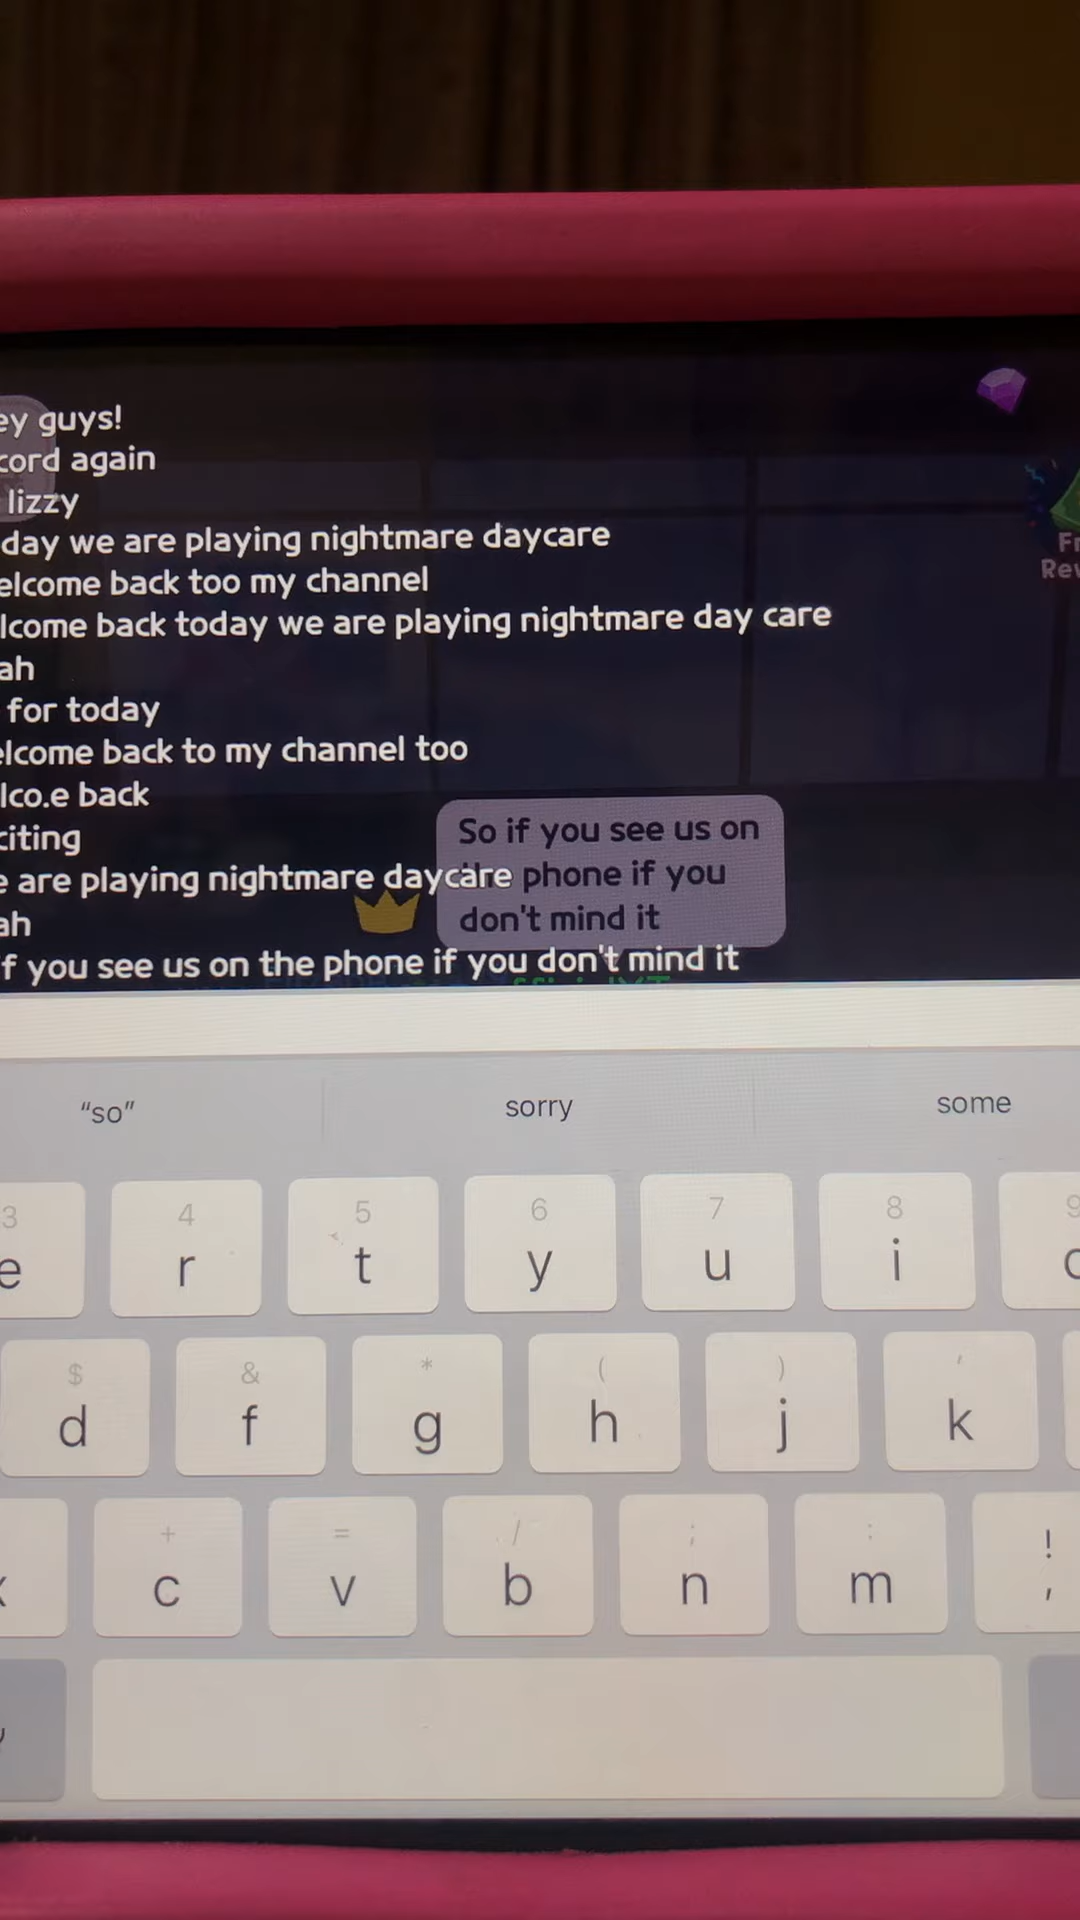 ey guys!
cord again
lizzy
day we are playing nightmare daycare
elcome back too my channel
lcome back today we are playing nightmare day care
ah
for today
elcome back to my channel too
lco.e back
citing
e are playing nightmare daycare
ah
f you see us on the phone if you don't mind it
So if you see us on
the phone if you
don't mind it
Fr
Rev
“so” sorry some
3 4 5 6 7 8 9
e r t y u i
$ & * ( ) '
d f g h j k
+ = / ; : !
c v b n m ,